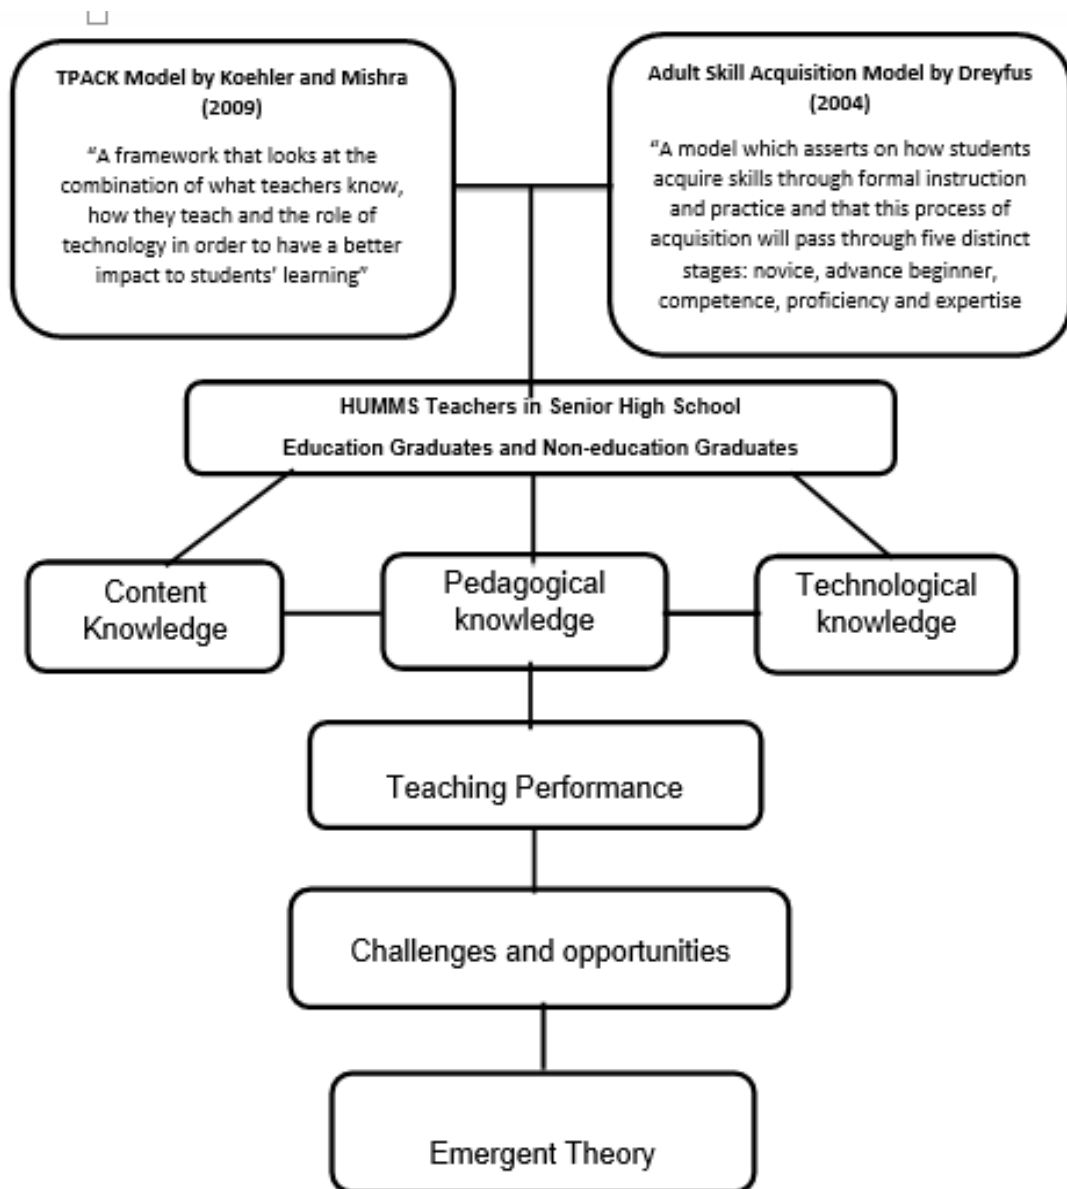 TPACK Model by Koehler and Mishra
(2009)
“A framework that looks at the
combination of what teachers know,
how they teach and the role of
technology in order to have a better
impact to students’ learning”
Adult Skill Acquisition Model by Dreyfus
(2004)
“A model which asserts on how students
acquire skills through formal instruction
and practice and that this process of
acquisition will pass through five distinct
stages: novice, advance beginner,
competence, proficiency and expertise
HUMMS Teachers in Senior High School
Education Graduates and Non-education Graduates
Content
Knowledge
Pedagogical
knowledge
Technological
knowledge
Teaching Performance
Challenges and opportunities
Emergent Theory